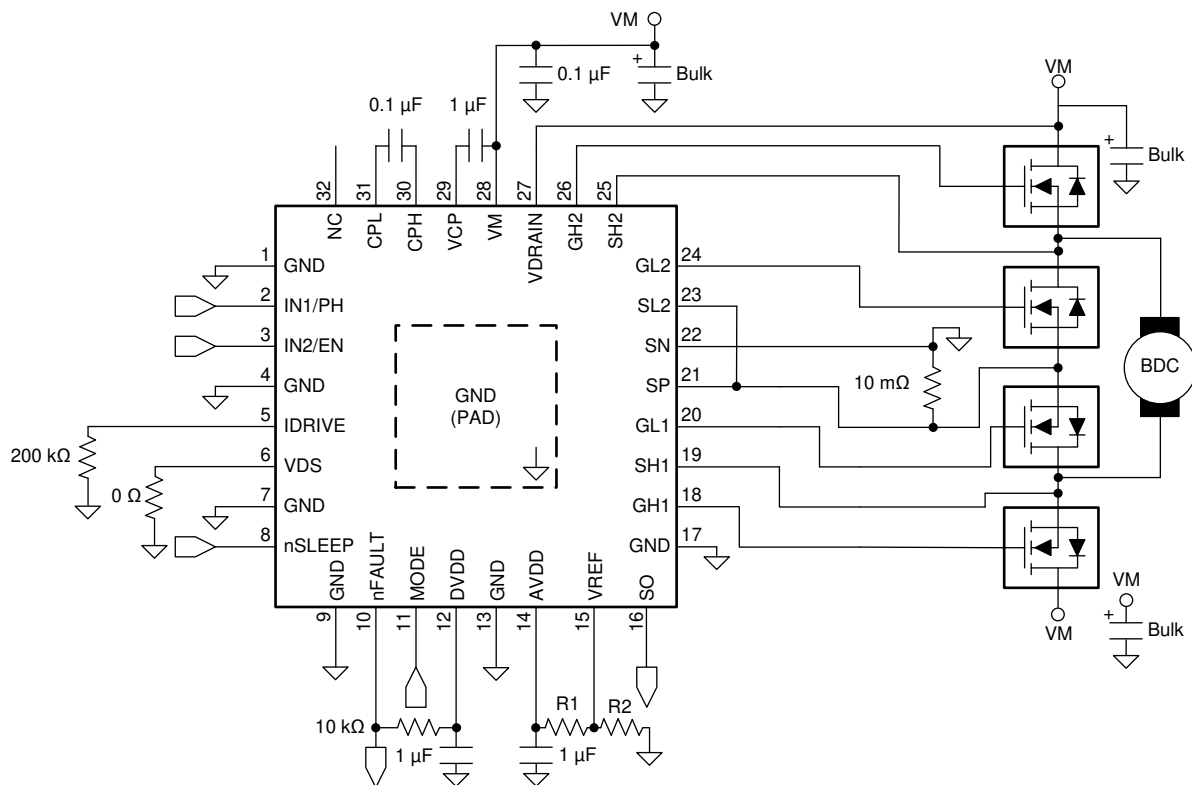 VM
0.1 µF
+
Bulk
VM
0.1 µF
1 µF
+
Bulk
32
31
30
29
28
27
26
25
NC
CPL
CPH
VCP
VM
VDRAIN
GH2
SH2
1
GND
GL2
24
2
IN1/PH
SL2
23
3
IN2/EN
SN
22
4
GND
GND
(PAD)
SP
21
10 mΩ
BDC
5
IDRIVE
GL1
20
200 kΩ
6
VDS
SH1
19
0 Ω
7
GND
GH1
18
8
nSLEEP
GND
17
GND
nFAULT
MODE
DVDD
GND
AVDD
VREF
SO
9
10
11
12
13
14
15
16
VM
VM
+
Bulk
10 kΩ
1 µF
R1
R2
1 µF